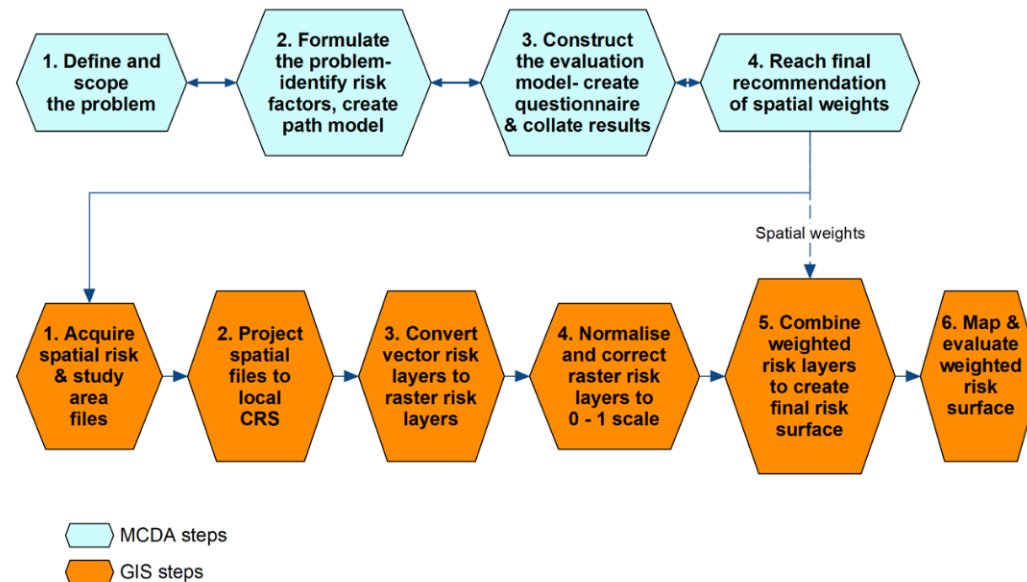 1. Define and
scope
the problem
2. Formulate
the problem-
identify risk
factors, create
path model
3. Construct
the evaluation
model- create
questionnaire
& collate results
4. Reach final
recommendation
of spatial weights
Spatial weights
1. Acquire
spatial risk
& study
area
files
2. Project
spatial
files to
local
CRS
3. Convert
vector risk
layers to
raster risk
layers
4. Normalise
and correct
raster risk
layers to
0 - 1 scale
5. Combine
weighted
risk layers
to create
final risk
surface
6. Map &
evaluate
weighted
risk
surface
MCDA steps
GIS steps